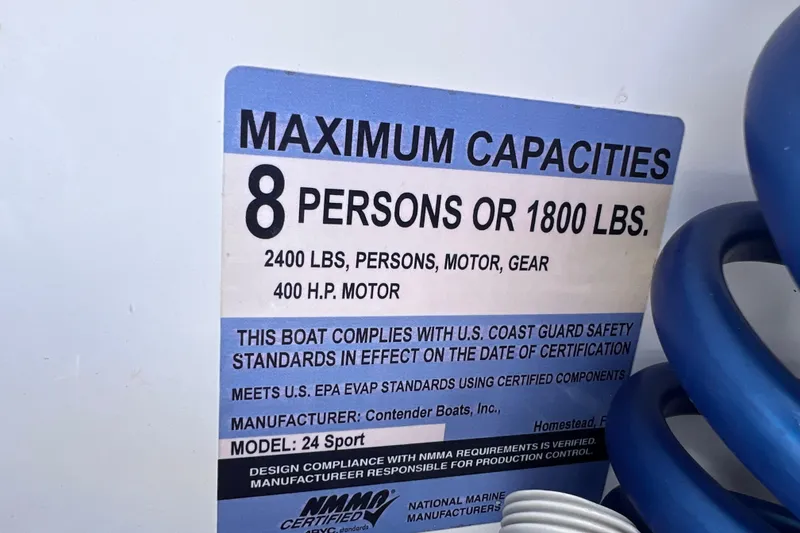 MAXIMUM CAPACITIES
8 PERSONS OR 1800 LBS.
2400 LBS, PERSONS, MOTOR, GEAR
400 H.P. MOTOR
THIS BOAT COMPLIES WITH U.S. COAST GUARD SAFETY
STANDARDS IN EFFECT ON THE DATE OF CERTIFICATION
MEETS U.S. EPA EVAP STANDARDS USING CERTIFIED COMPONENTS
MANUFACTURER: Contender Boats, Inc.,
Homestead,
MODEL: 24 Sport
DESIGN COMPLIANCE WITH NMMA REQUIREMENTS IS VERIFIED.
MANUFACTUREER RESPONSIBLE FOR PRODUCTION CONTROL.
NMMA®
CERTIFIED
standards
NATIONAL MARINE
MANUFACTURERS